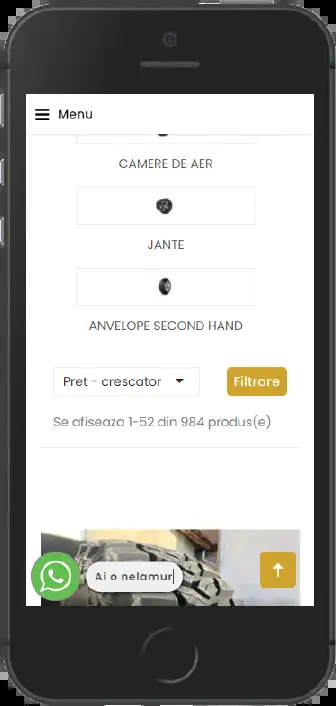 Menu
CAMERE DE AER
JANTE
ANVELOPE SECOND HAND
Pret - crescator
Filtrare
Se afiseaza 1-52 din 984 produs(e)
Ai o nelamur